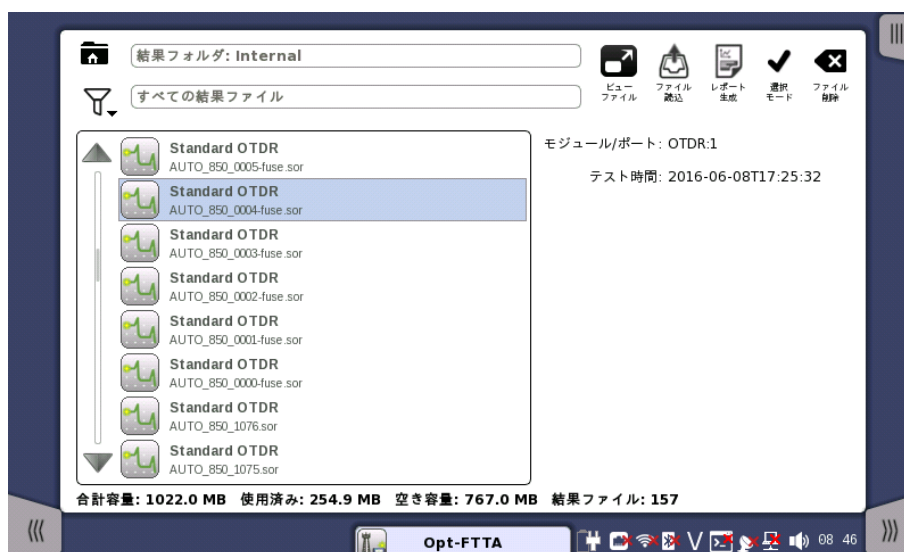 結果フォルダ: Internal
すべての結果ファイル
ビュー
ファイル
ファイル
読込
レポート
生成
選択
モード
ファイル
削除
Standard OTDR
AUTO_850_0005-fuse.sor
Standard OTDR
AUTO_850_0004-fuse.sor
Standard OTDR
AUTO_850_0003-fuse.sor
Standard OTDR
AUTO_850_0002-fuse.sor
Standard OTDR
AUTO_850_0001-fuse.sor
Standard OTDR
AUTO_850_0000-fuse.sor
Standard OTDR
AUTO_850_1076.sor
Standard OTDR
AUTO_850_1075.sor
モジュール/ポート: OTDR:1
テスト時間: 2016-06-08T17:25:32
合計容量: 1022.0 MB 使用済み: 254.9 MB 空き容量: 767.0 MB 結果ファイル: 157
Opt-FTTA
V
08 46